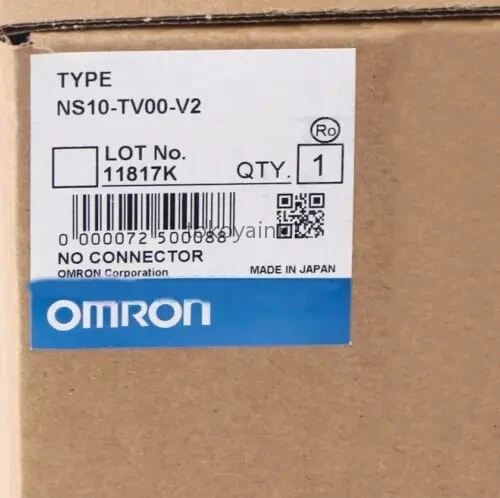 TYPE
NS10-TV00-V2
Ro
LOT No.
11817K
QTY. 1
0 000072 500088
tokoyaine
NO CONNECTOR
OMRON Corporation
MADE IN JAPAN
OMRON